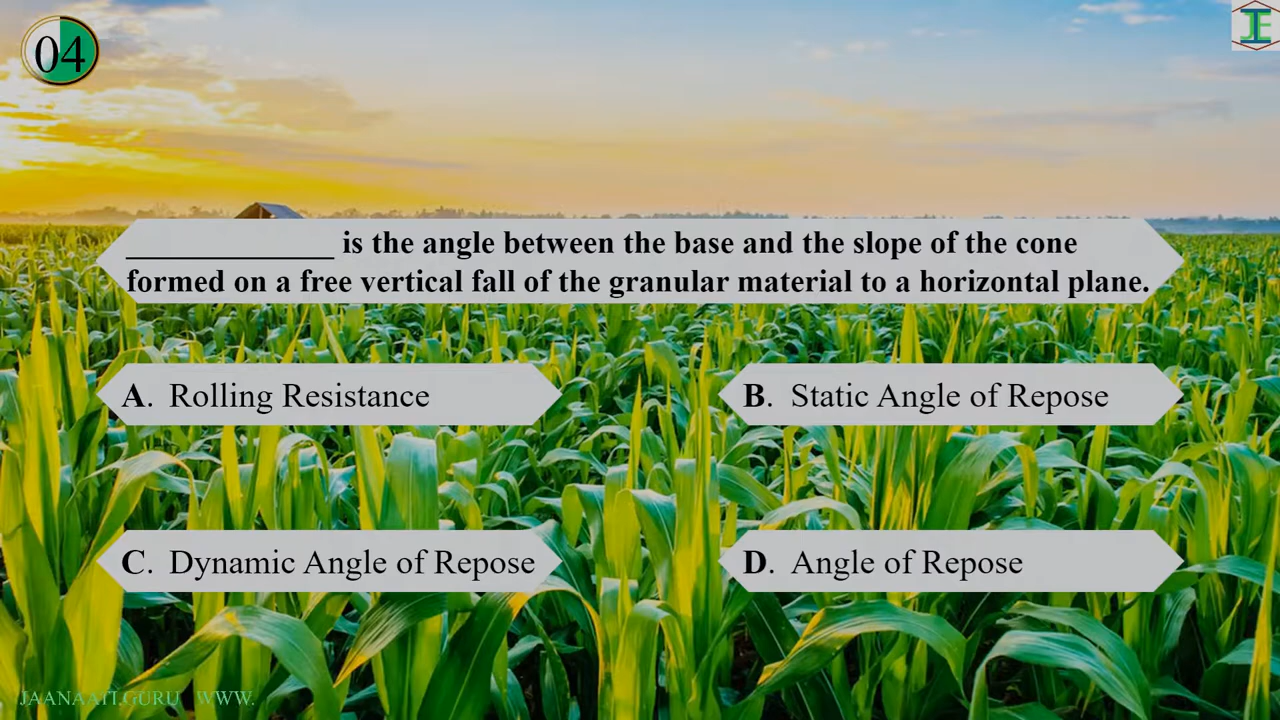 04
JE
_____________ is the angle between the base and the slope of the cone
formed on a free vertical fall of the granular material to a horizontal plane.
A. Rolling Resistance
B. Static Angle of Repose
C. Dynamic Angle of Repose
D. Angle of Repose
JAANAATI.GURU WWW.